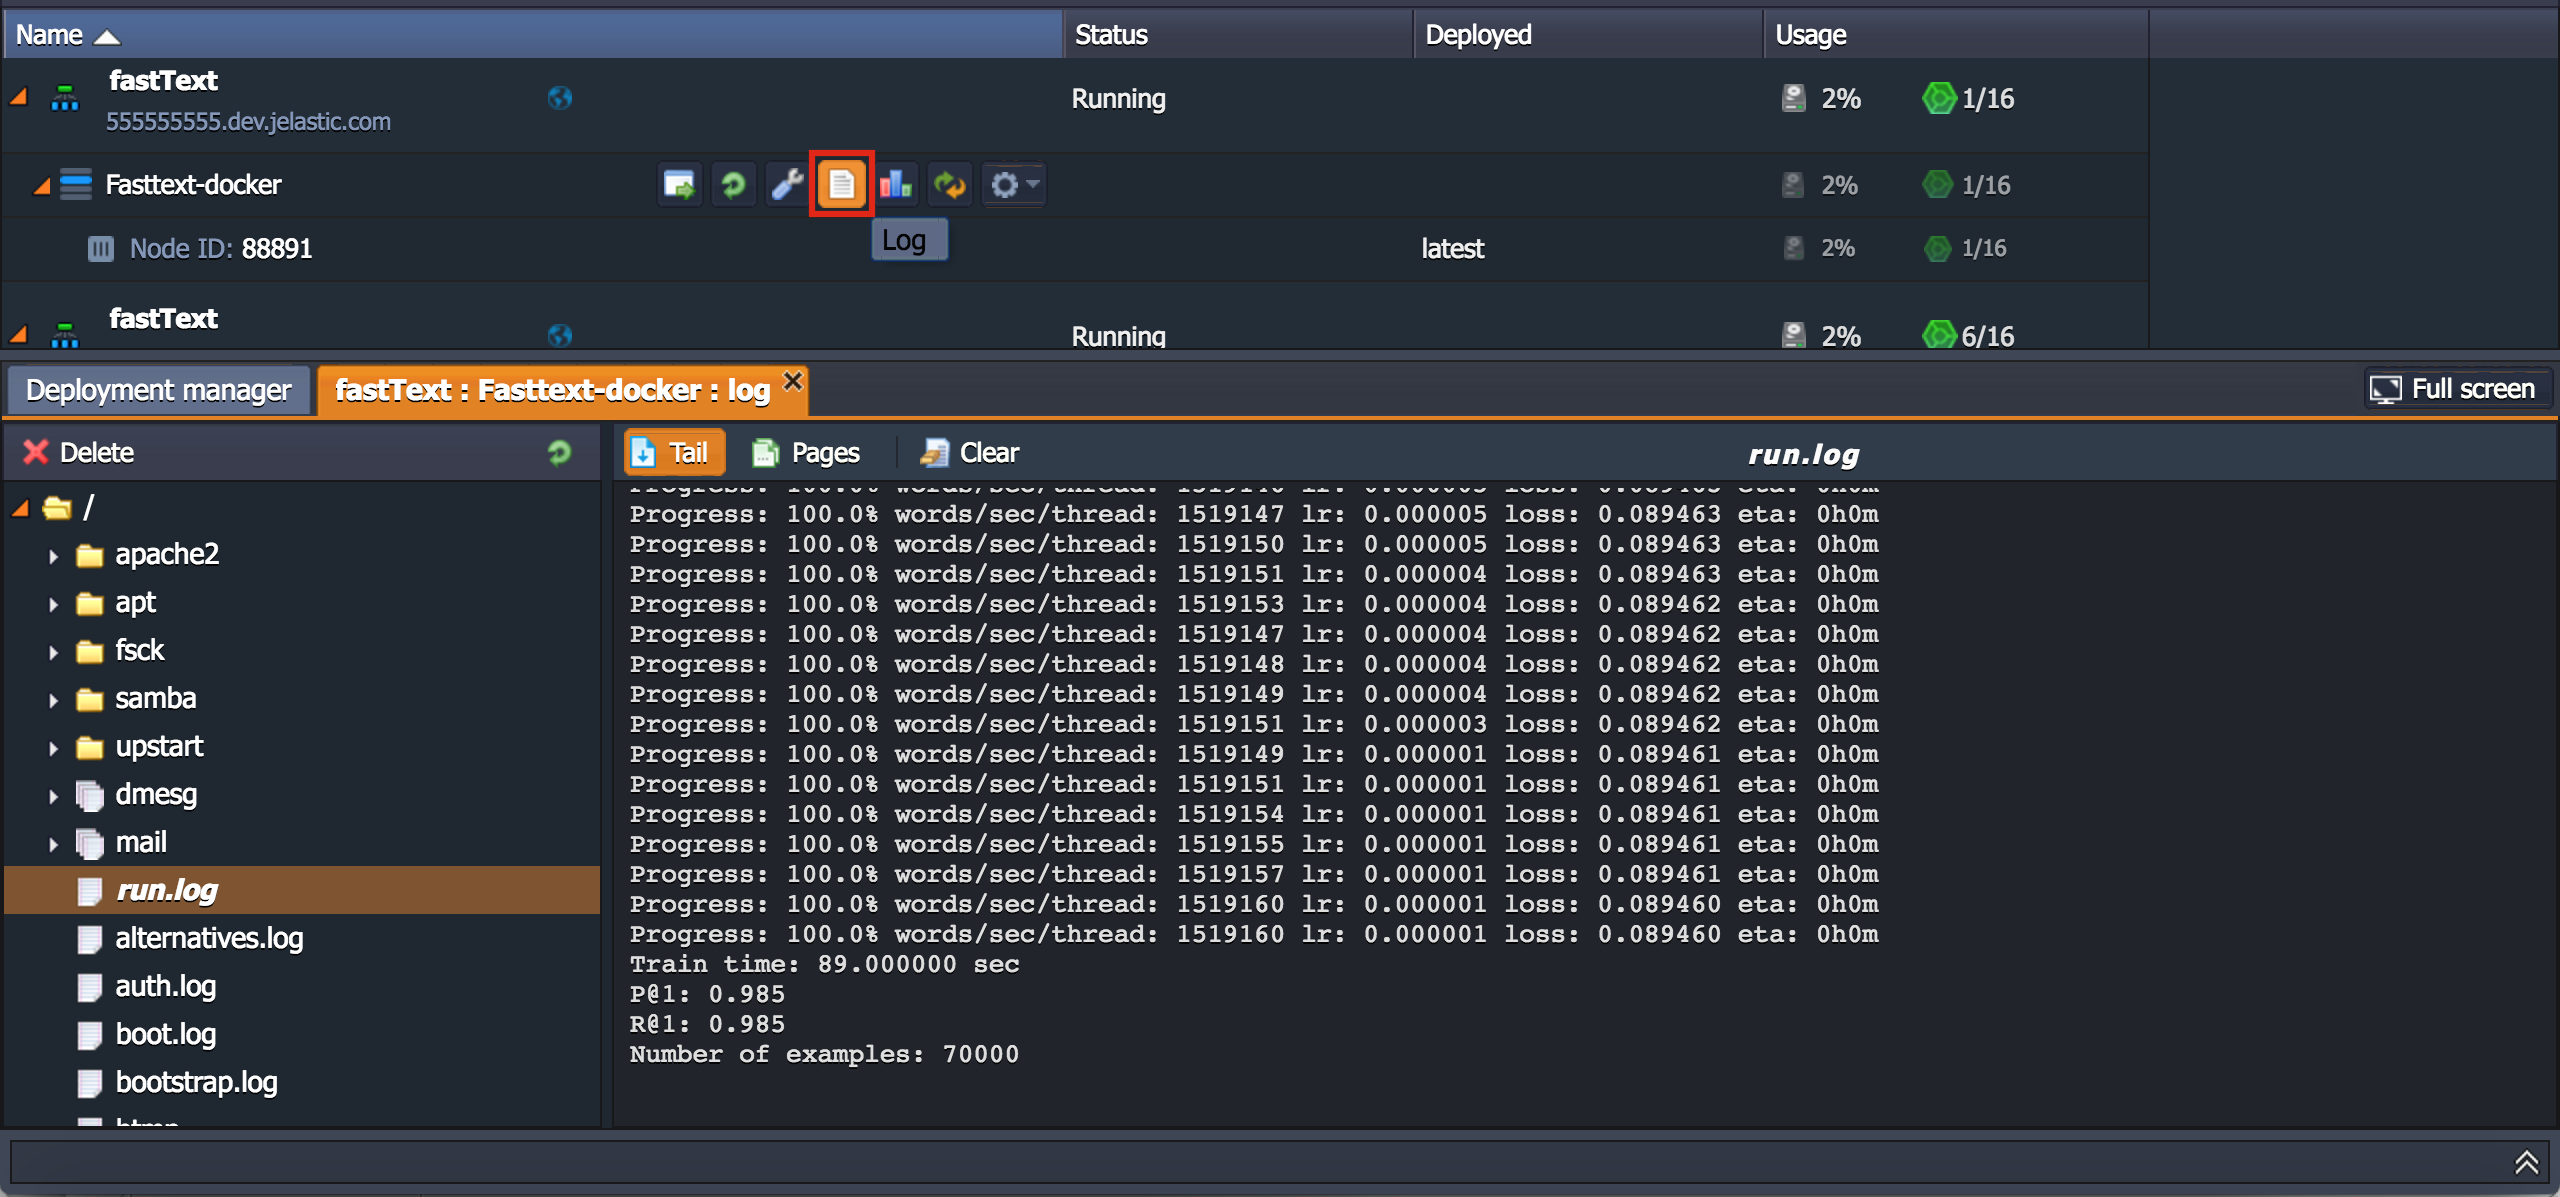 Name Status Deployed Usage
fastText Running 2% 1/16
555555555.dev.jelastic.com
Fasttext-docker 2% 1/16
Log
Node ID: 88891 latest 2% 1/16
fastText Running 2% 6/16
Deployment manager fastText : Fasttext-docker : log Full screen
Delete Tail Pages Clear run.log
/
apache2
apt
fsck
samba
upstart
dmesg
mail
run.log
alternatives.log
auth.log
boot.log
bootstrap.log
Progress: 100.0% words/sec/thread: 1519147 lr: 0.000005 loss: 0.089463 eta: 0h0m
Progress: 100.0% words/sec/thread: 1519150 lr: 0.000005 loss: 0.089463 eta: 0h0m
Progress: 100.0% words/sec/thread: 1519151 lr: 0.000004 loss: 0.089463 eta: 0h0m
Progress: 100.0% words/sec/thread: 1519153 lr: 0.000004 loss: 0.089462 eta: 0h0m
Progress: 100.0% words/sec/thread: 1519147 lr: 0.000004 loss: 0.089462 eta: 0h0m
Progress: 100.0% words/sec/thread: 1519148 lr: 0.000004 loss: 0.089462 eta: 0h0m
Progress: 100.0% words/sec/thread: 1519149 lr: 0.000004 loss: 0.089462 eta: 0h0m
Progress: 100.0% words/sec/thread: 1519151 lr: 0.000003 loss: 0.089462 eta: 0h0m
Progress: 100.0% words/sec/thread: 1519149 lr: 0.000001 loss: 0.089461 eta: 0h0m
Progress: 100.0% words/sec/thread: 1519151 lr: 0.000001 loss: 0.089461 eta: 0h0m
Progress: 100.0% words/sec/thread: 1519154 lr: 0.000001 loss: 0.089461 eta: 0h0m
Progress: 100.0% words/sec/thread: 1519155 lr: 0.000001 loss: 0.089461 eta: 0h0m
Progress: 100.0% words/sec/thread: 1519157 lr: 0.000001 loss: 0.089461 eta: 0h0m
Progress: 100.0% words/sec/thread: 1519160 lr: 0.000001 loss: 0.089460 eta: 0h0m
Progress: 100.0% words/sec/thread: 1519160 lr: 0.000001 loss: 0.089460 eta: 0h0m
Train time: 89.000000 sec
P@1: 0.985
R@1: 0.985
Number of examples: 70000